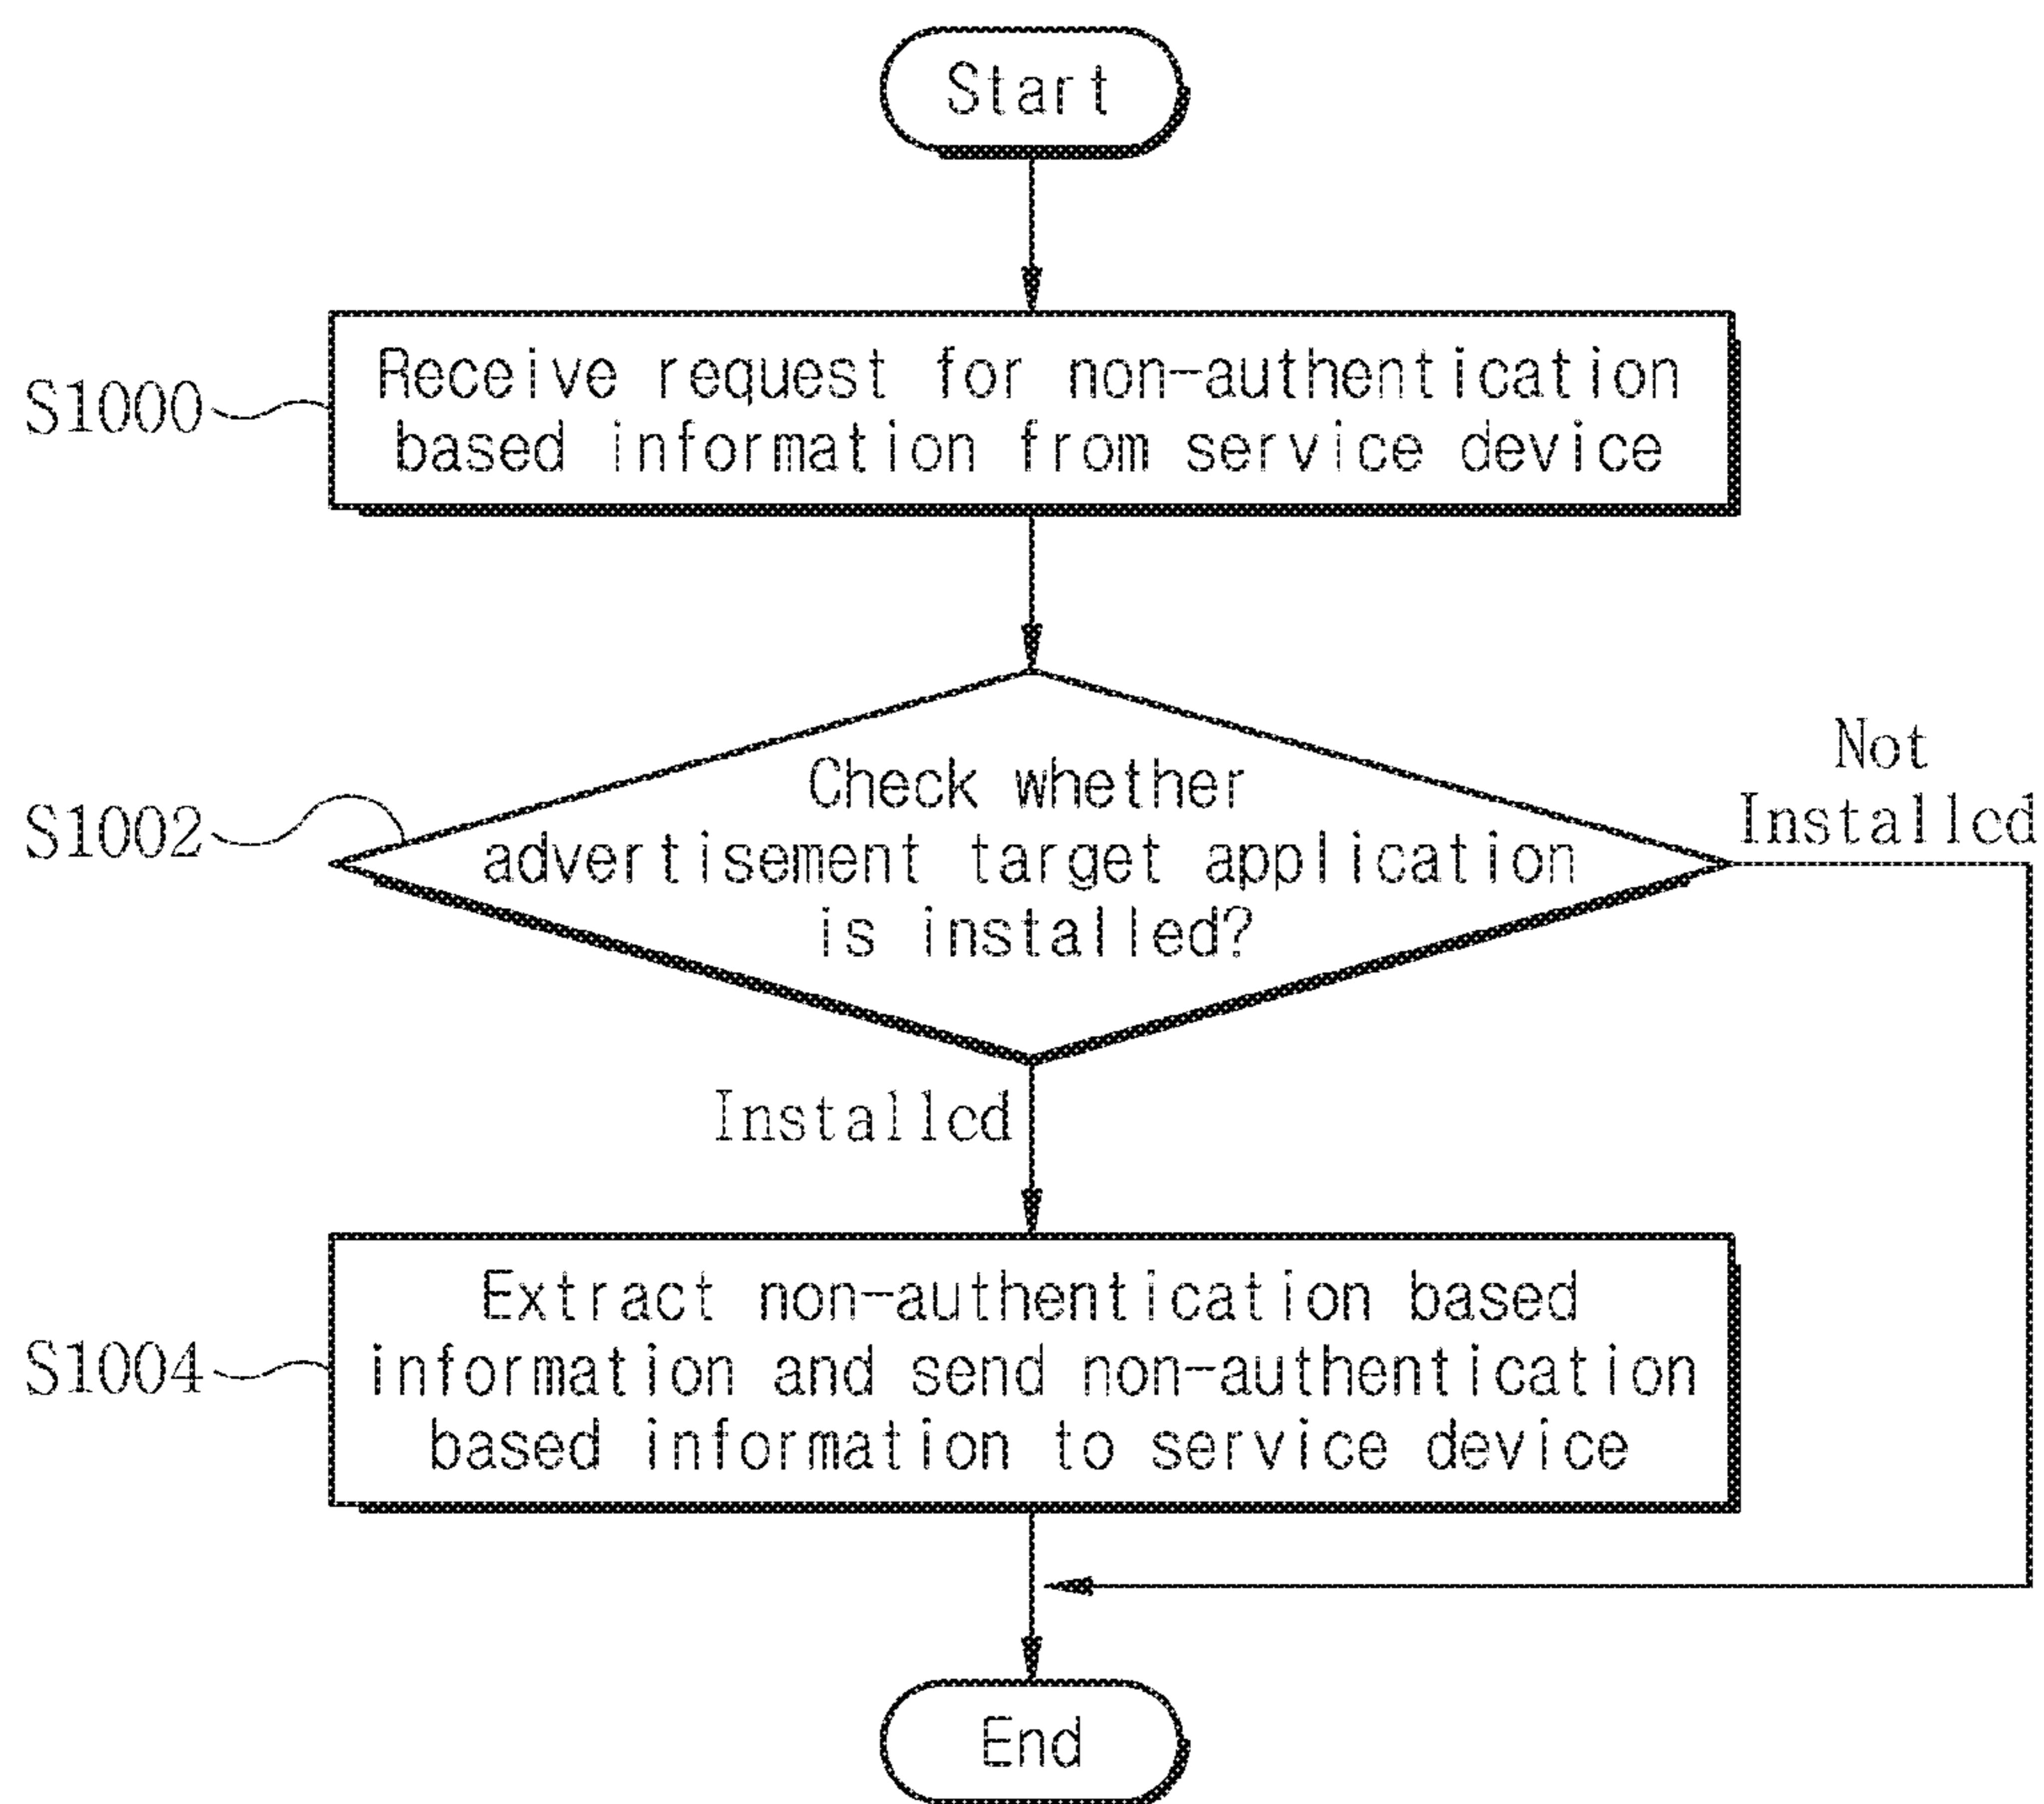 Start
S1000
Receive request for non-authentication
based information from service device
S1002
Check whether
advertisement target application
is installed?
Not
Installed
Installed
S1004
Extract non-authentication based
information and send non-authentication
based information to service device
End